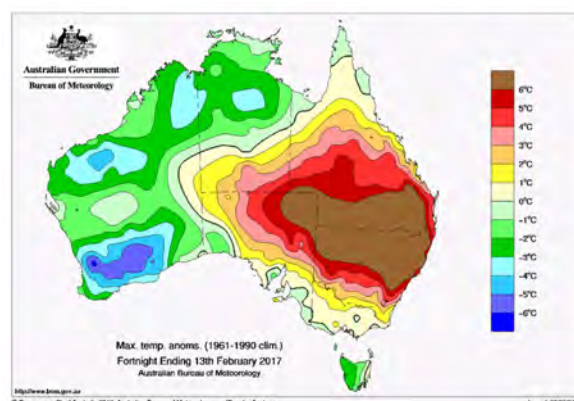 Australian Government
Bureau of Meteorology
6°C
5°C
4°C
3°C
2°C
1°C
0°C
-1°C
-2°C
-3°C
-4°C
-5°C
-6°C
Max. temp. anoms. (1961-1990 clim.)
Fortnight Ending 13th February 2017
Australian Bureau of Meteorology
http://www.bom.gov.au